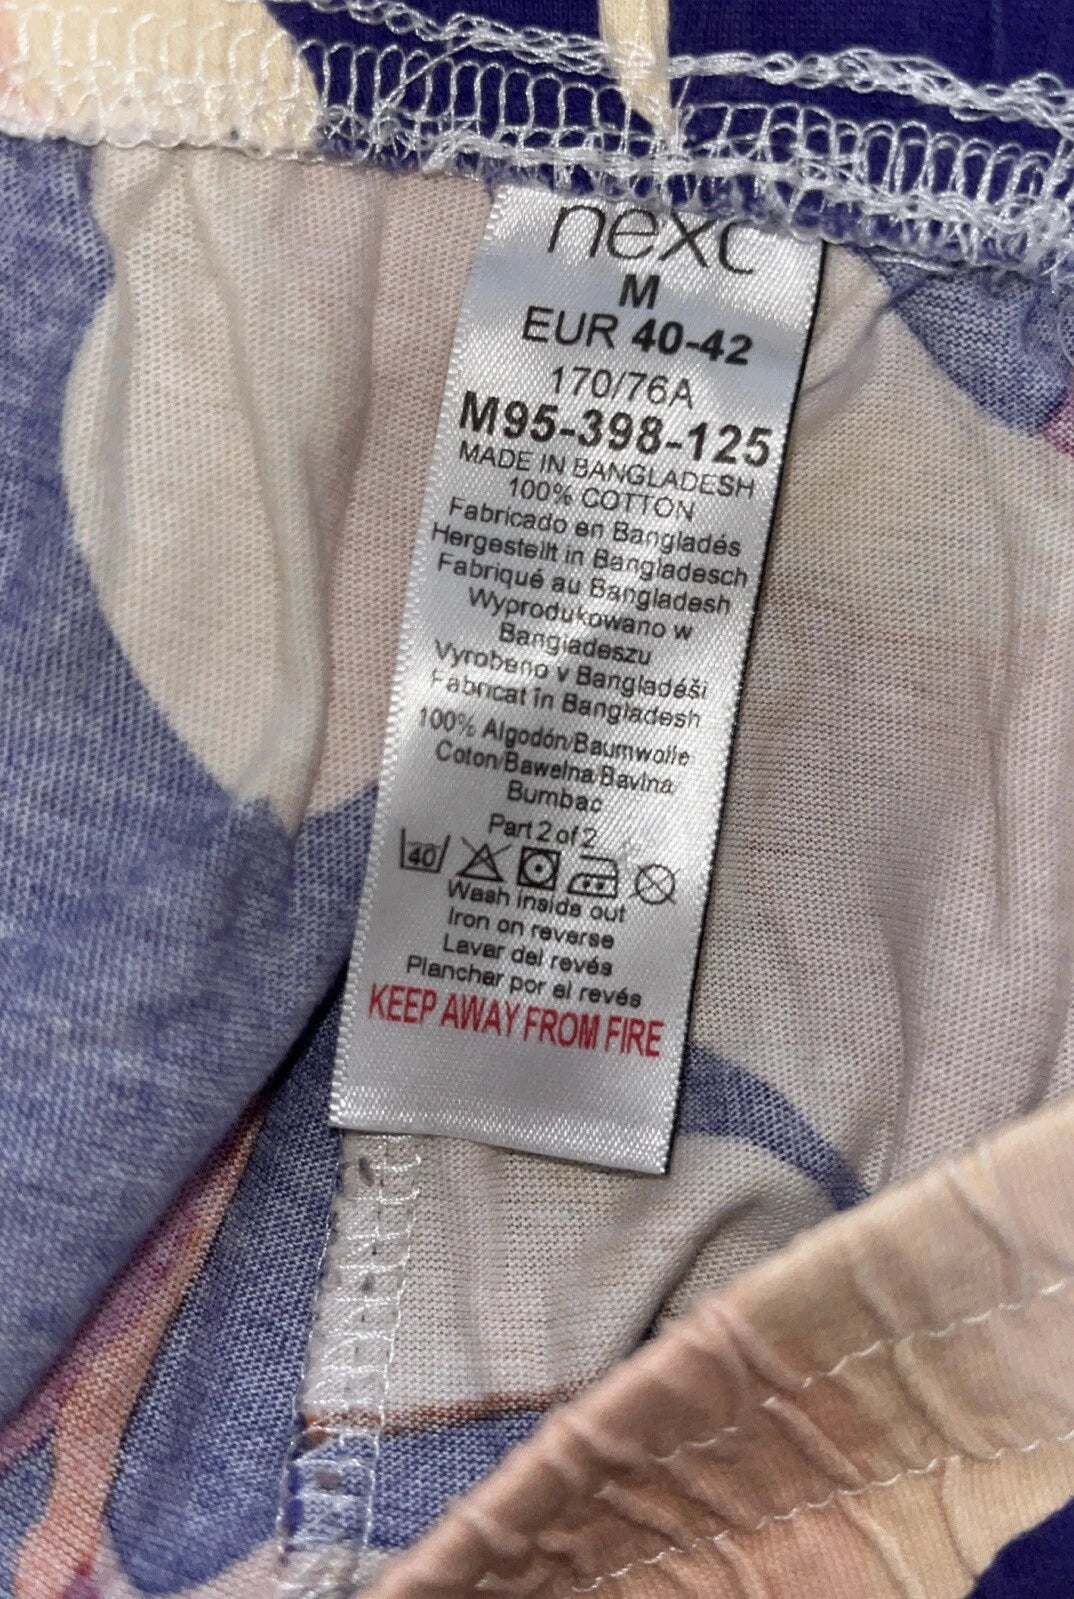 next
M
EUR 40-42
170/76A
M95-398-125
MADE IN BANGLADESH
100% COTTON
Fabricado en Bangladés
Hergestellt in Bangladesch
Fabriqué au Bangladesh
Wyprodukowano w
Bangladeszu
Vyrobeno v Bangladéši
Fabricat în Bangladesh
100% Algodón/Baumwolle
Coton/Bawełna/Bavlna
Bumbac
Part 2 of 2
40
Wash inside out
Iron on reverse
Lavar del revés
Planchar por el revés
KEEP AWAY FROM FIRE